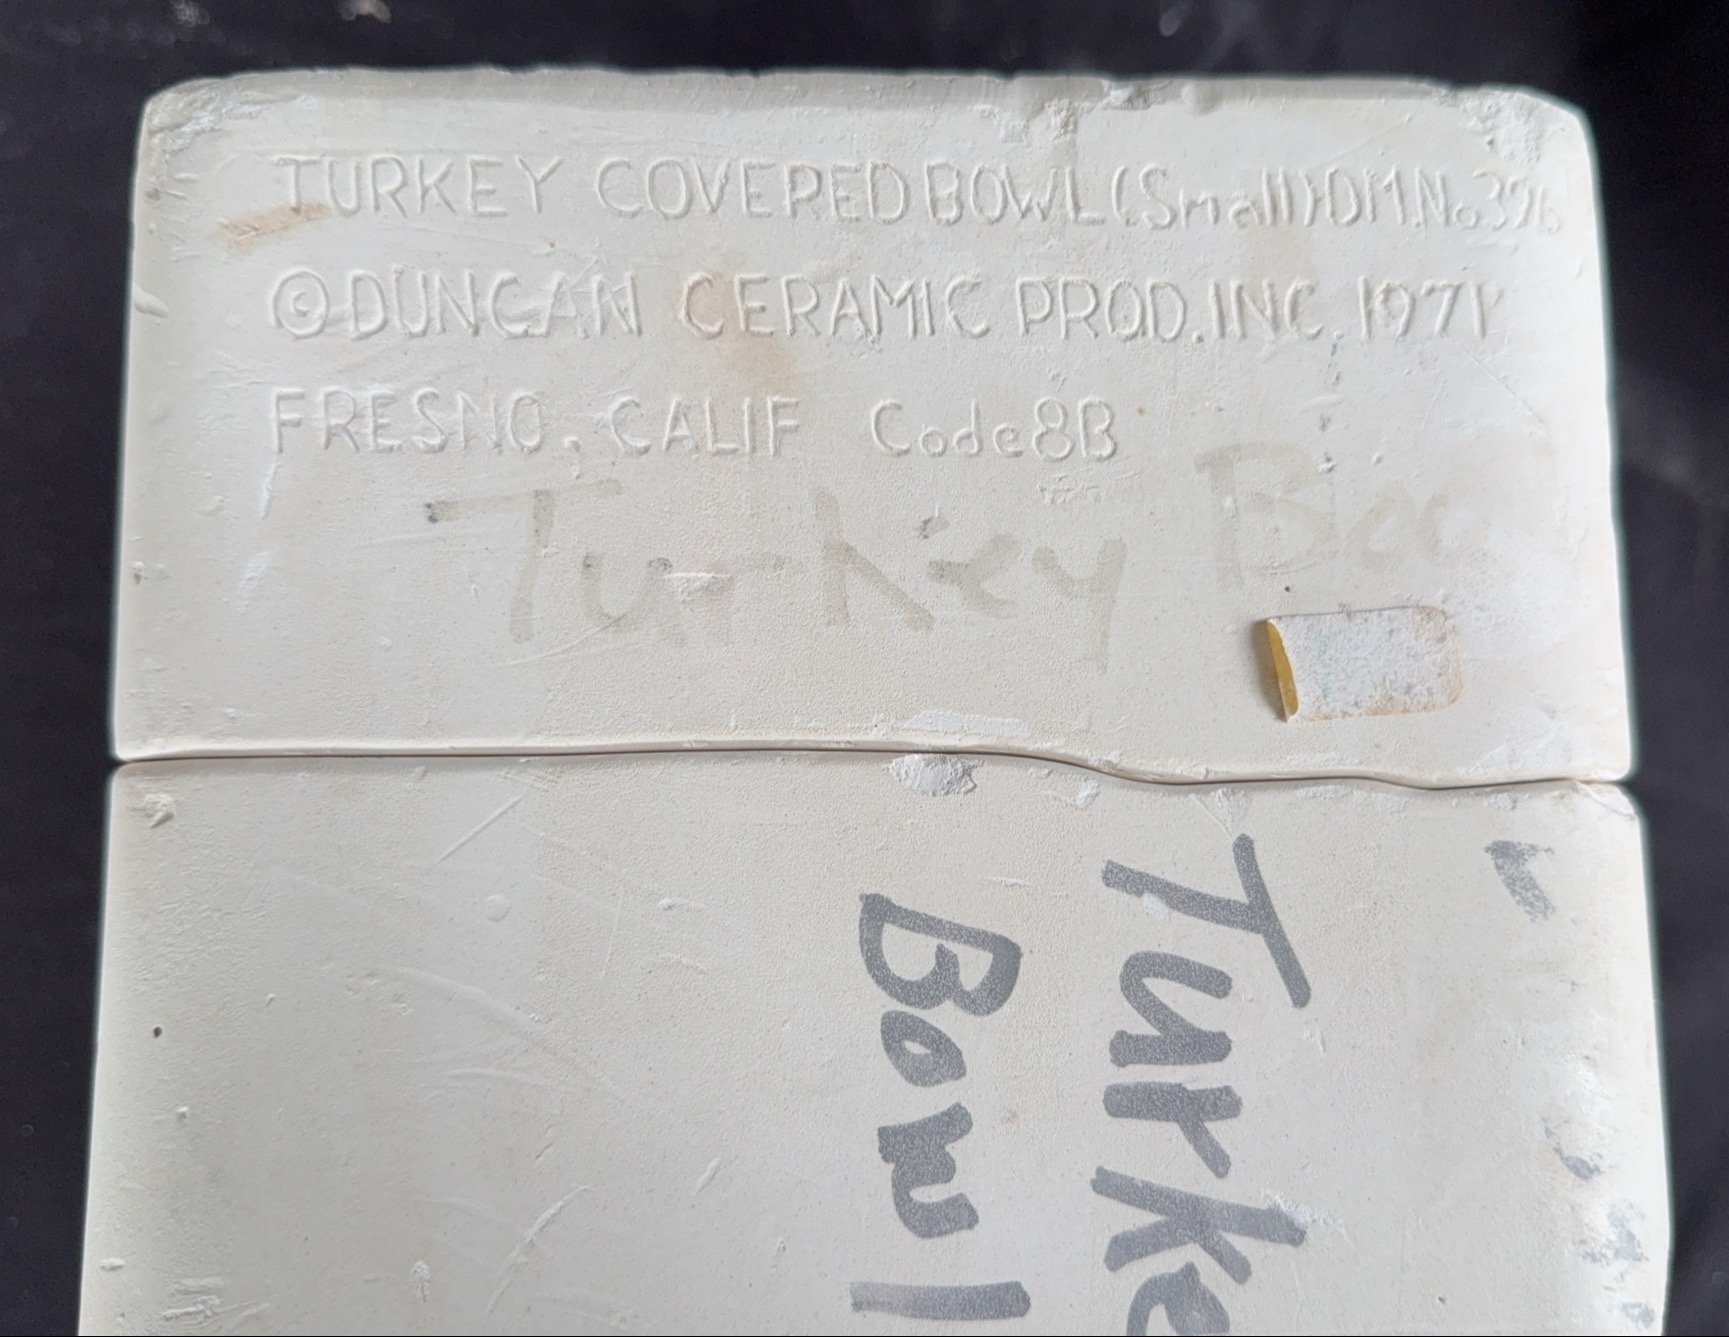 TURKEY COVERED BOWL (Small) DM.No 396
© DUNCAN CERAMIC PROD. INC. 1971
FRESNO, CALIF Code 8B
Turkey
Turke
Bowl